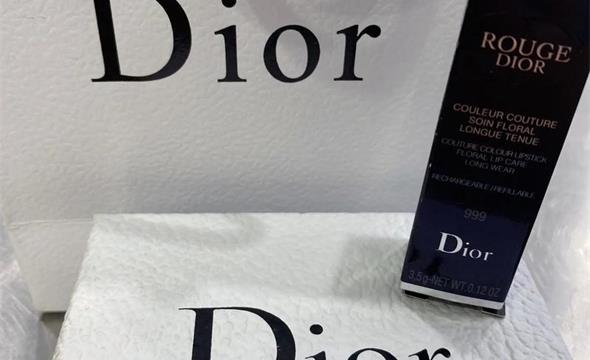 Dior
ROUGE
DIOR
COULEUR COUTURE
SOIN FLORAL
LONGUE TENUE
COUTURE COLOUR LIPSTICK
FLORAL LIP CARE
LONG WEAR
RECHARGEABLE/REFILLABLE
999
Dior
3,5g-NET WT.0.12 OZ
Dior